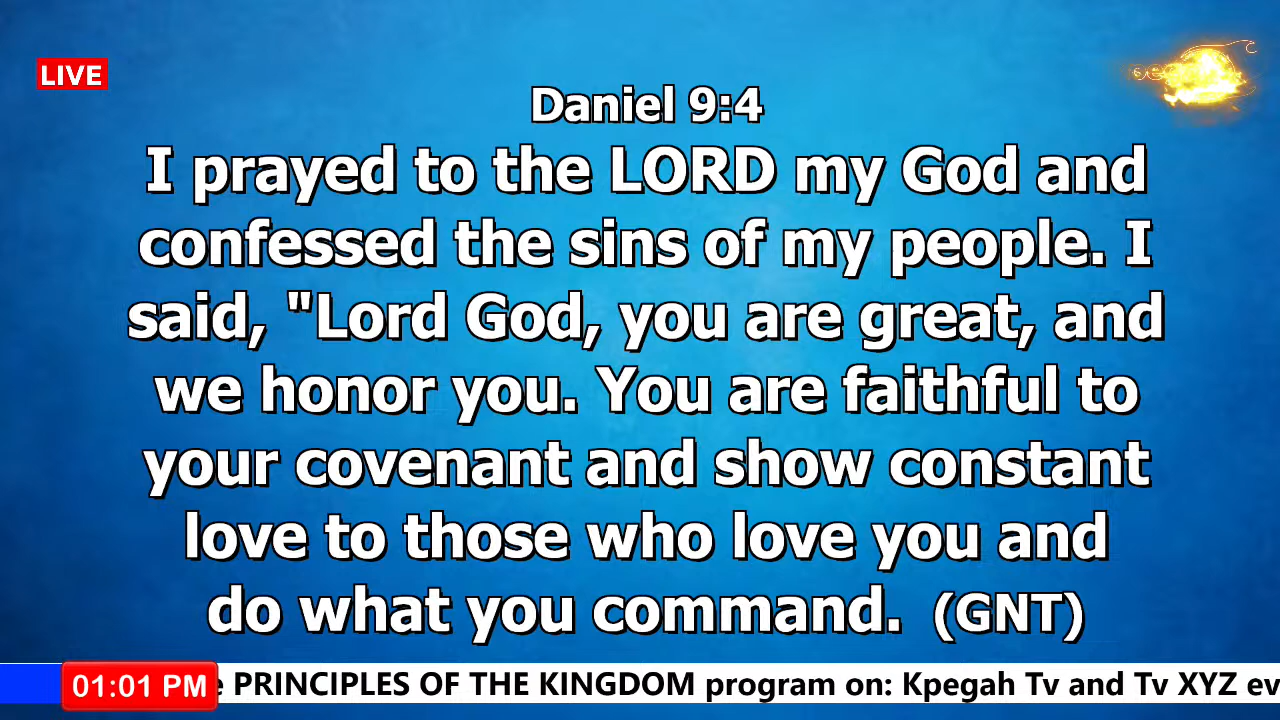 LIVE
Daniel 9:4
I prayed to the LORD my God and
confessed the sins of my people. I
said, "Lord God, you are great, and
we honor you. You are faithful to
your covenant and show constant
love to those who love you and
do what you command. (GNT)
01:01 PM
PRINCIPLES OF THE KINGDOM program on: Kpegah Tv and Tv XYZ ev